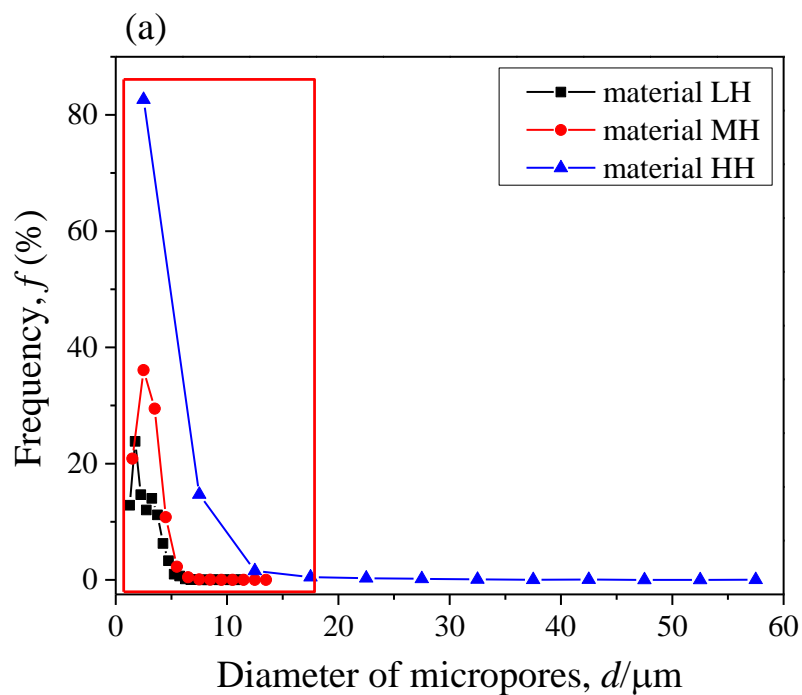 (a)
material LH
material MH
material HH
Frequency, f (%)
80
60
40
20
0
0 10 20 30 40 50 60
Diameter of micropores, d/μm